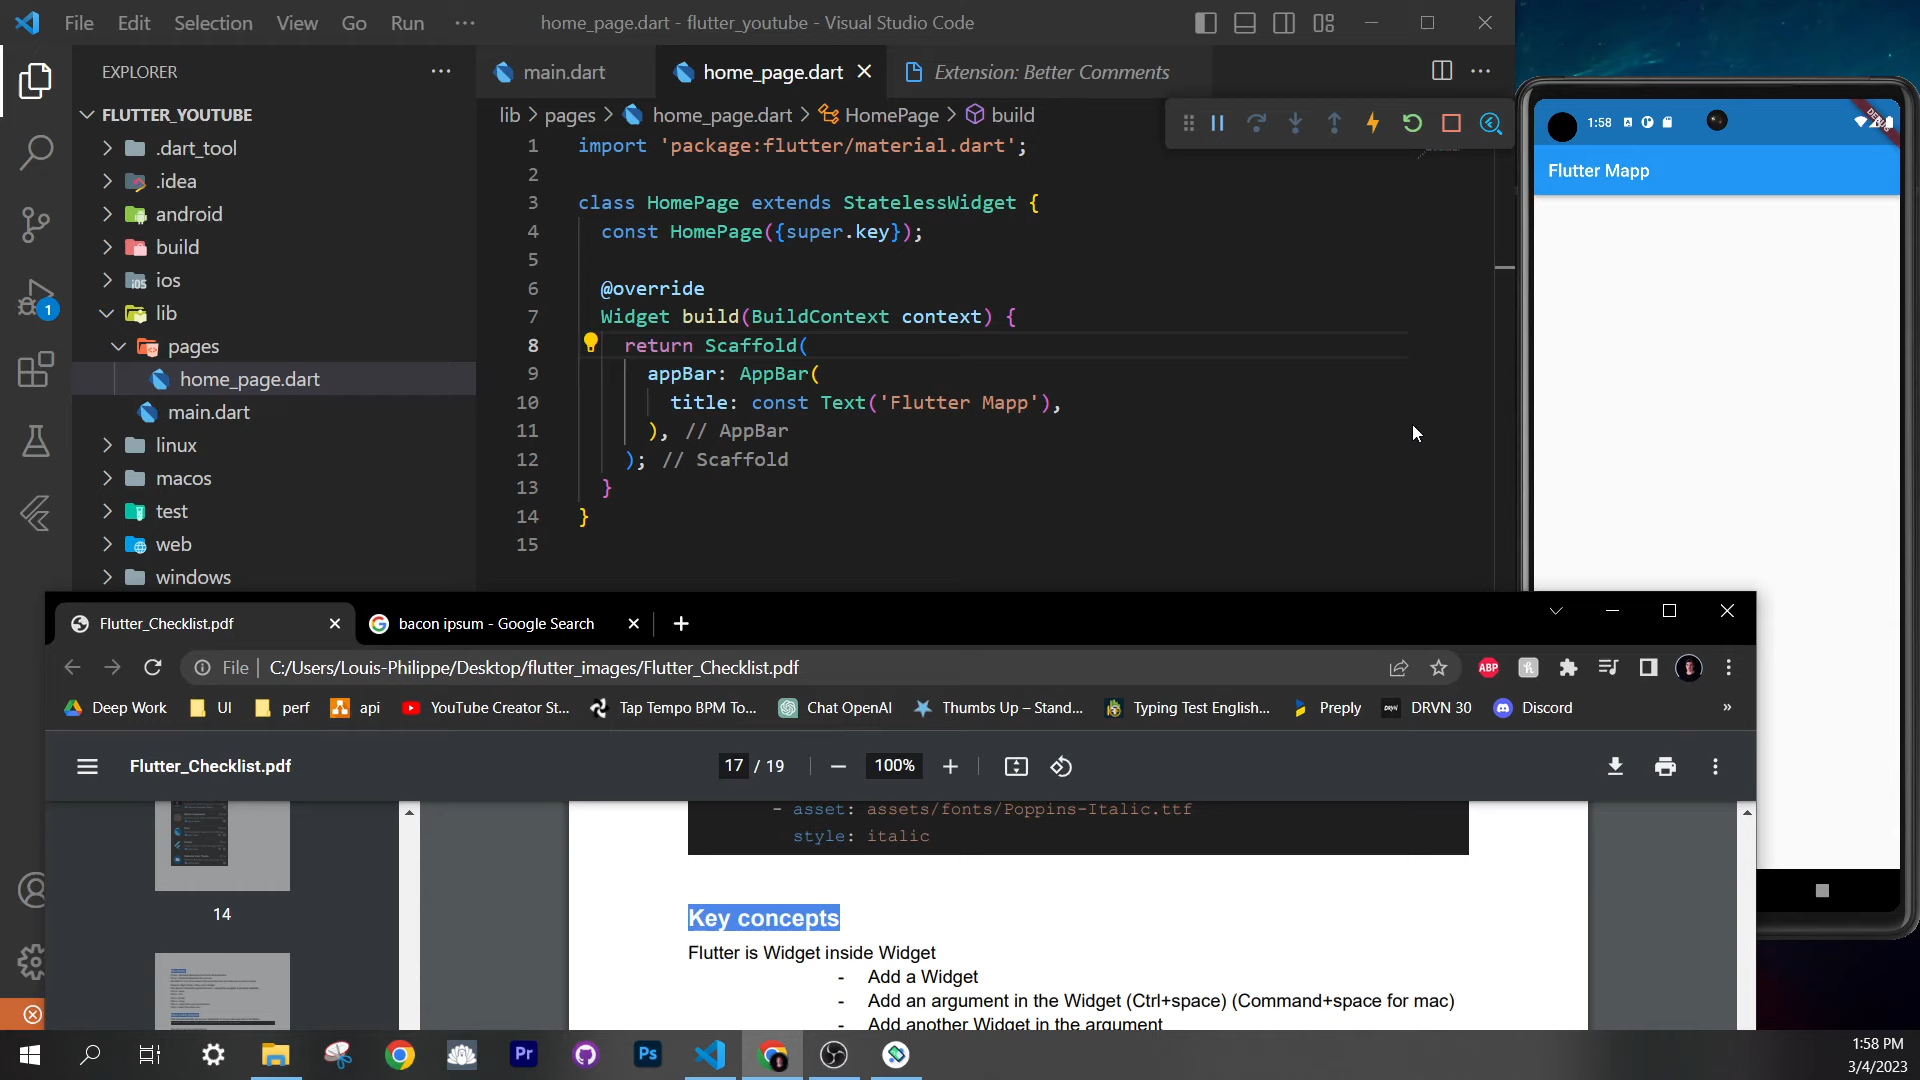 File Edit Selection View Go Run ··· home_page.dart - flutter_youtube - Visual Studio Code
EXPLORER ···
main.dart home_page.dart Extension: Better Comments
FLUTTER_YOUTUBE
.dart_tool
.idea
android
build
ios
lib
pages
home_page.dart
main.dart
linux
macos
test
web
windows
1
lib > pages > home_page.dart > HomePage > build
1 import 'package:flutter/material.dart';
2
3 class HomePage extends StatelessWidget {
4 const HomePage({super.key});
5
6 @override
7 Widget build(BuildContext context) {
8 return Scaffold(
9 appBar: AppBar(
10 title: const Text('Flutter Mapp'),
11 ), // AppBar
12 ); // Scaffold
13 }
14 }
15
1:58
DEBUG
Flutter Mapp
Flutter_Checklist.pdf bacon ipsum - Google Search
File | C:/Users/Louis-Philippe/Desktop/flutter_images/Flutter_Checklist.pdf
ABP
Deep Work UI perf api YouTube Creator St... Tap Tempo BPM To... Chat OpenAI Thumbs Up – Stand... Typing Test English... Preply DRVN 30 Discord »
Flutter_Checklist.pdf 17 / 19 100%
14
- asset: assets/fonts/Poppins-Italic.ttf
style: italic
Key concepts
Flutter is Widget inside Widget
- Add a Widget
- Add an argument in the Widget (Ctrl+space) (Command+space for mac)
- Add another Widget in the argument
Pr
Ps
1:58 PM
3/4/2023